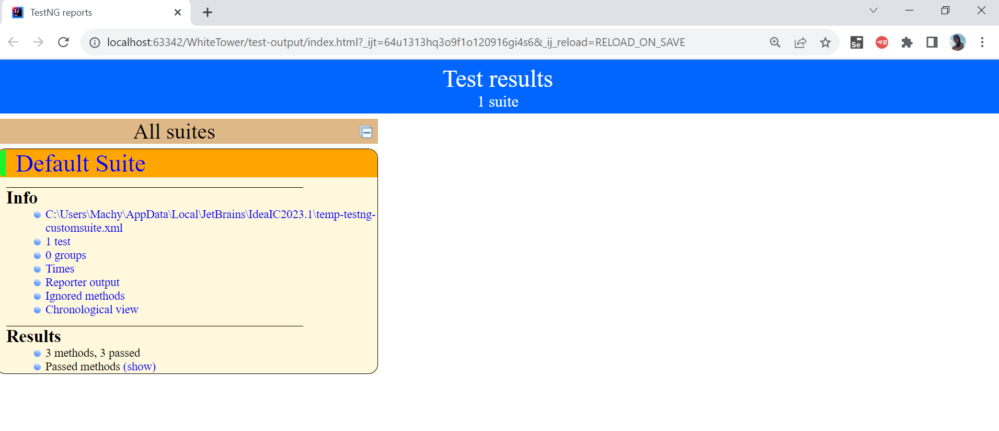 TestNG reports
localhost:63342/WhiteTower/test-output/index.html?_ijt=64u1313hq3o9f1o120916gi4s6&_ij_reload=RELOAD_ON_SAVE
Se
B
Test results
1 suite
All suites
Default Suite
Info
C:\Users\Machy\AppData\Local\JetBrains\IdeaIC2023.1\temp-testng-
customsuite.xml
1 test
0 groups
Times
Reporter output
Ignored methods
Chronological view
Results
3 methods, 3 passed
Passed methods (show)